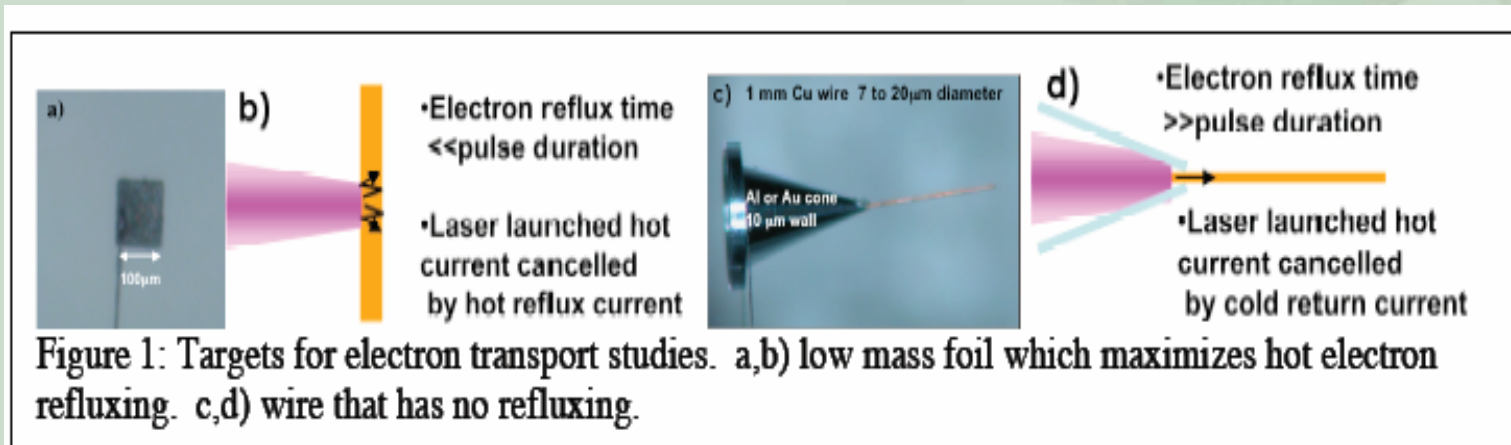 a)
100μm
b)
•Electron reflux time
<<pulse duration
•Laser launched hot
current cancelled
by hot reflux current
c) 1 mm Cu wire 7 to 20μm diameter
Al or Au cone
10 μm wall
d)
•Electron reflux time
>>pulse duration
•Laser launched hot
current cancelled
by cold return current
Figure 1: Targets for electron transport studies. a,b) low mass foil which maximizes hot electron
refluxing. c,d) wire that has no refluxing.